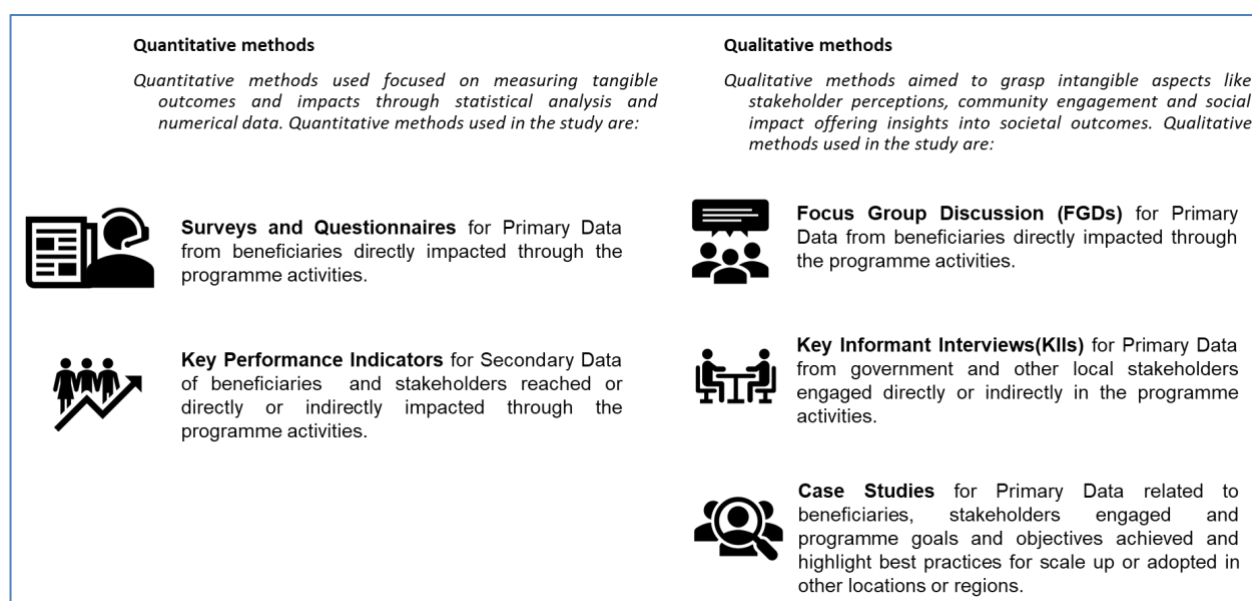 Quantitative methods
Quantitative methods used focused on measuring tangible
outcomes and impacts through statistical analysis and
numerical data. Quantitative methods used in the study are:
Surveys and Questionnaires for Primary Data
from beneficiaries directly impacted through the
programme activities.
Key Performance Indicators for Secondary Data
of beneficiaries and stakeholders reached or
directly or indirectly impacted through the
programme activities.
Qualitative methods
Qualitative methods aimed to grasp intangible aspects like
stakeholder perceptions, community engagement and social
impact offering insights into societal outcomes. Qualitative
methods used in the study are:
Focus Group Discussion (FGDs) for Primary
Data from beneficiaries directly impacted through
the programme activities.
Key Informant Interviews(KIIs) for Primary Data
from government and other local stakeholders
engaged directly or indirectly in the programme
activities.
Case Studies for Primary Data related to
beneficiaries, stakeholders engaged and
programme goals and objectives achieved and
highlight best practices for scale up or adopted in
other locations or regions.